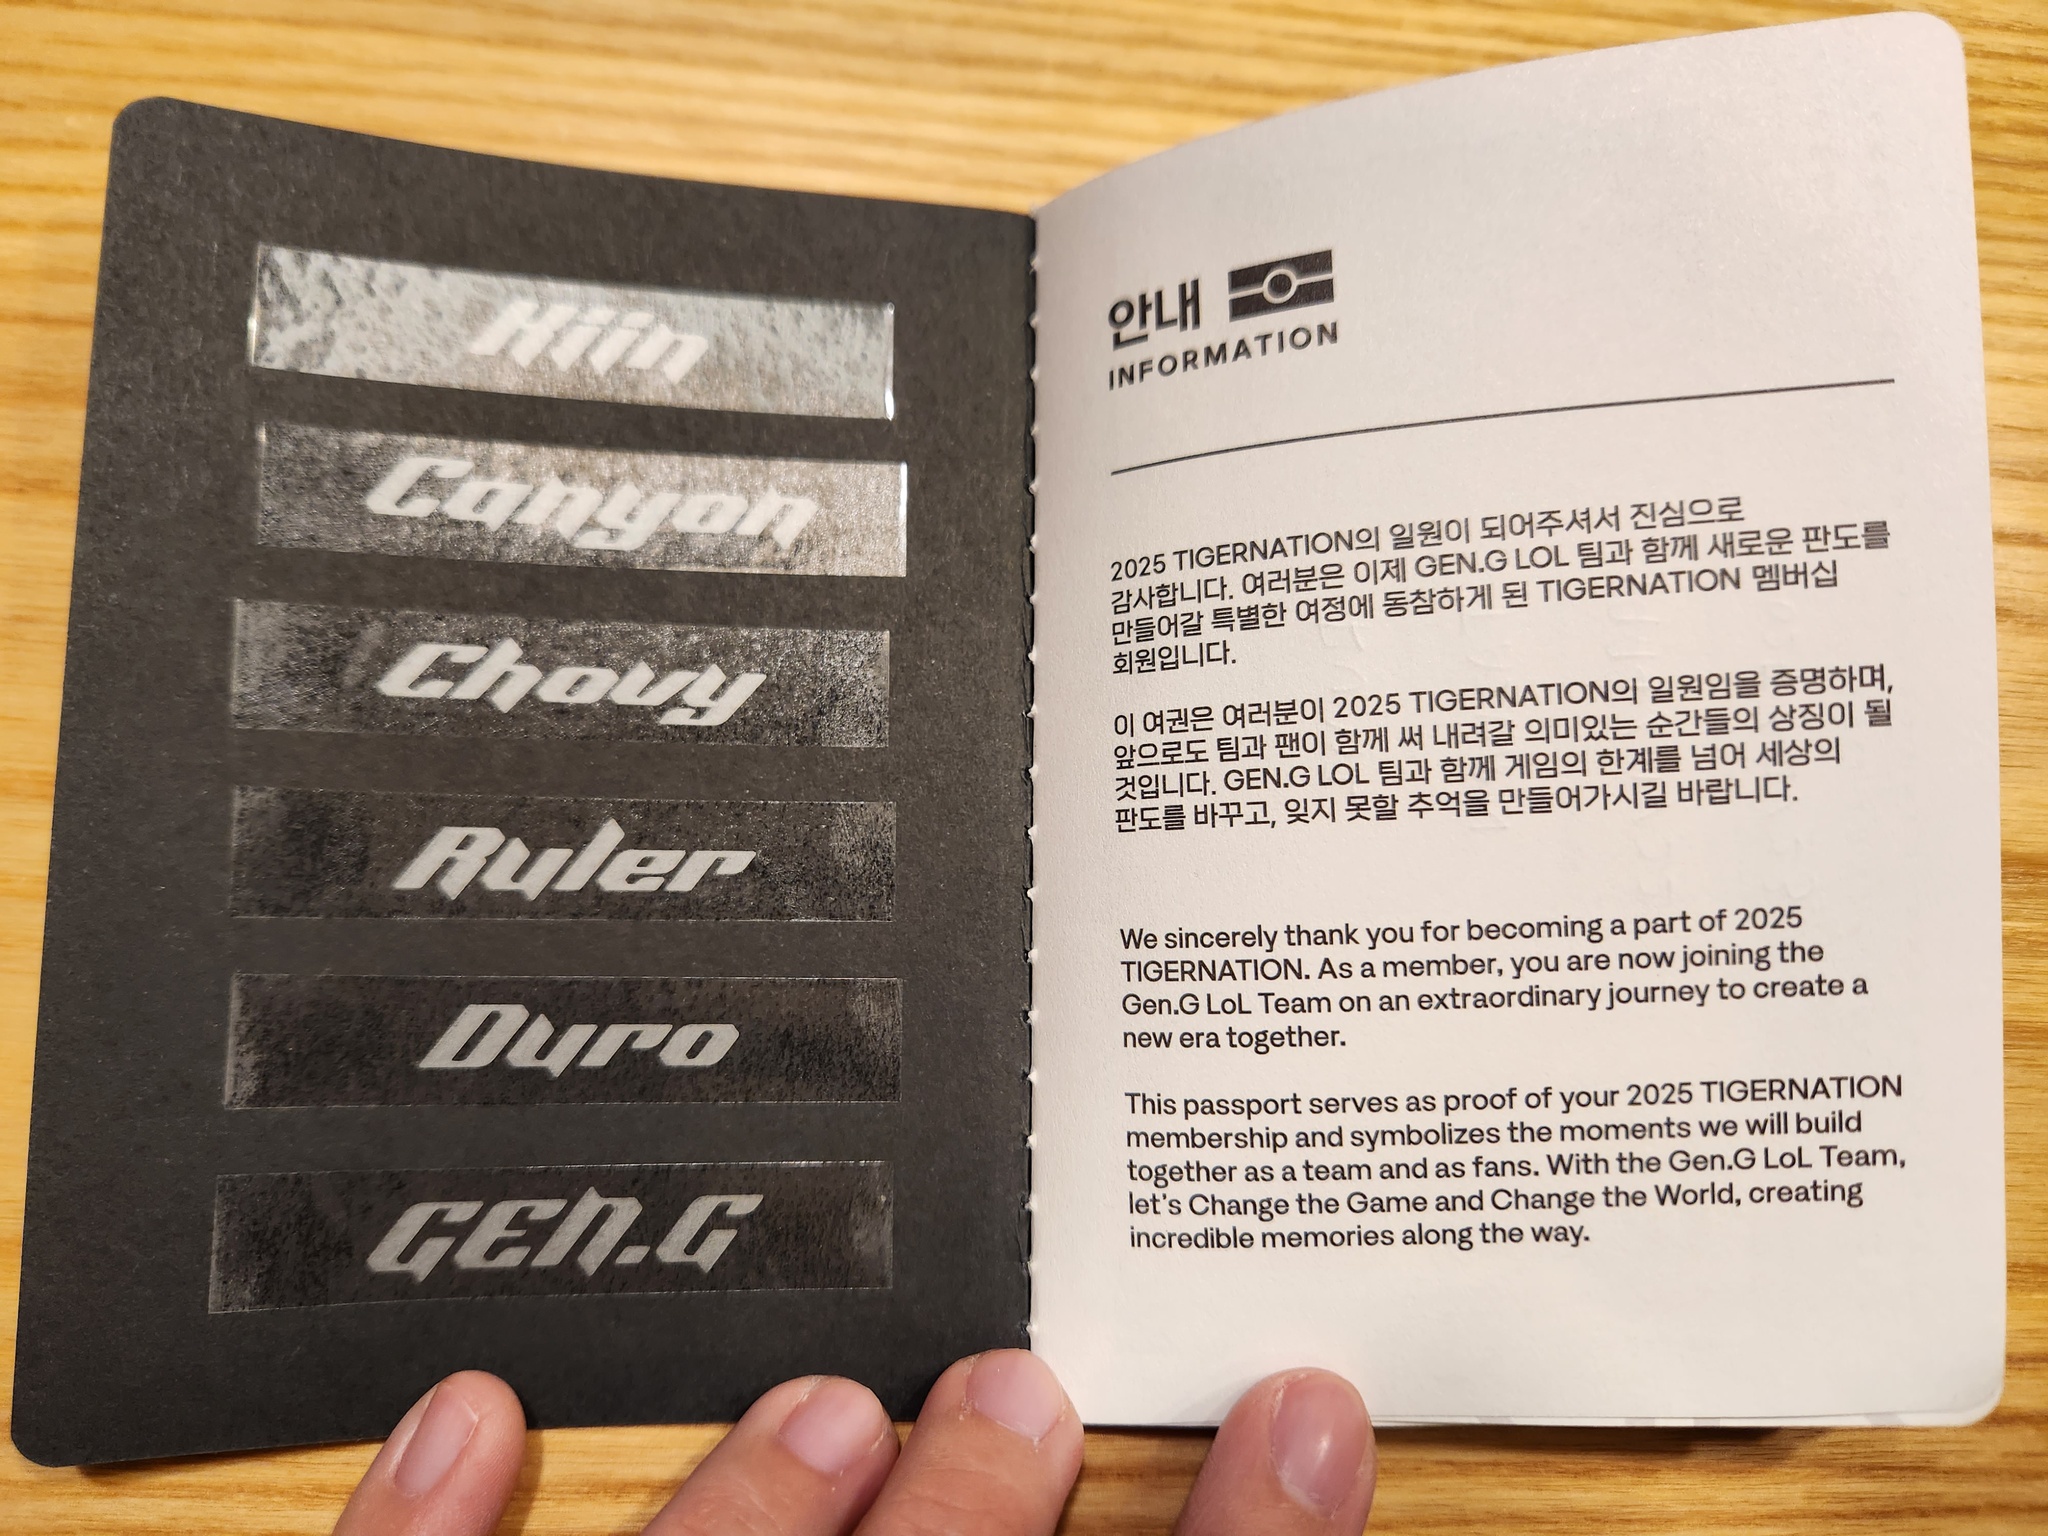 Kiin
Canyon
Chovy
Ruler
Duro
GEN.G
안내
INFORMATION
2025 TIGERNATION의 일원이 되어주셔서 진심으로
감사합니다. 여러분은 이제 GEN.G LOL 팀과 함께 새로운 판도를
만들어갈 특별한 여정에 동참하게 된 TIGERNATION 멤버십
회원입니다.
이 여권은 여러분이 2025 TIGERNATION의 일원임을 증명하며,
앞으로도 팀과 팬이 함께 써 내려갈 의미있는 순간들의 상징이 될
것입니다. GEN.G LOL 팀과 함께 게임의 한계를 넘어 세상의
판도를 바꾸고, 잊지 못할 추억을 만들어가시길 바랍니다.
We sincerely thank you for becoming a part of 2025
TIGERNATION. As a member, you are now joining the
Gen.G LoL Team on an extraordinary journey to create a
new era together.
This passport serves as proof of your 2025 TIGERNATION
membership and symbolizes the moments we will build
together as a team and as fans. With the Gen.G LoL Team,
let's Change the Game and Change the World, creating
incredible memories along the way.